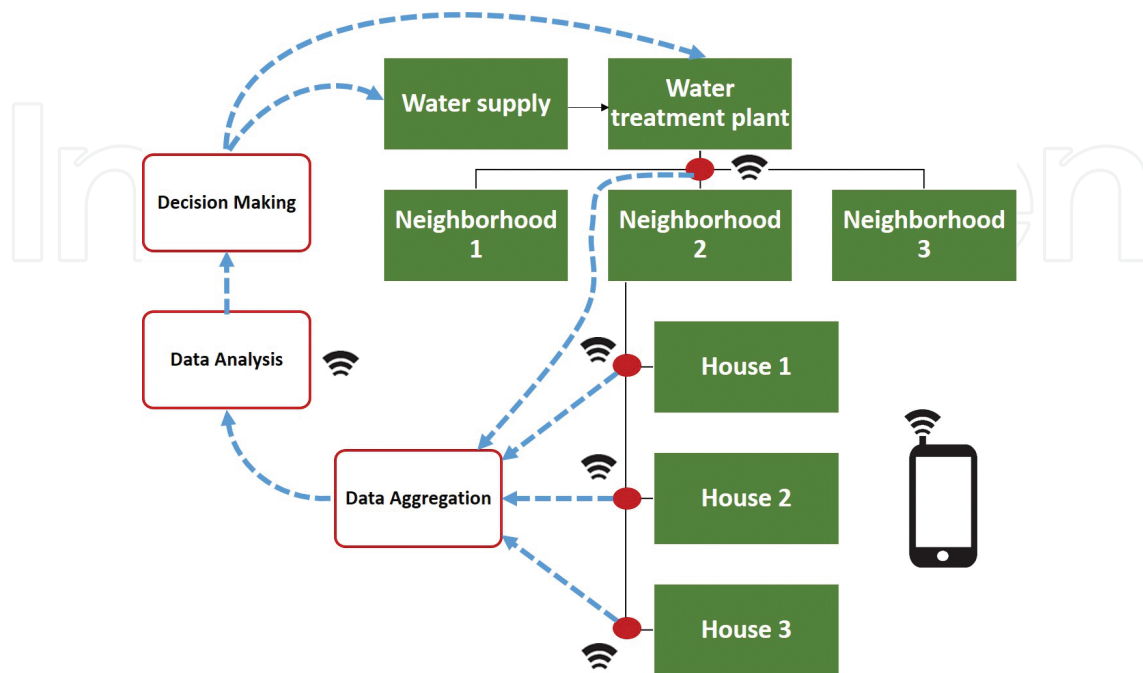 Water supply
Water
treatment plant
Decision Making
Neighborhood
1
Neighborhood
2
Neighborhood
3
Data Analysis
House 1
Data Aggregation
House 2
House 3